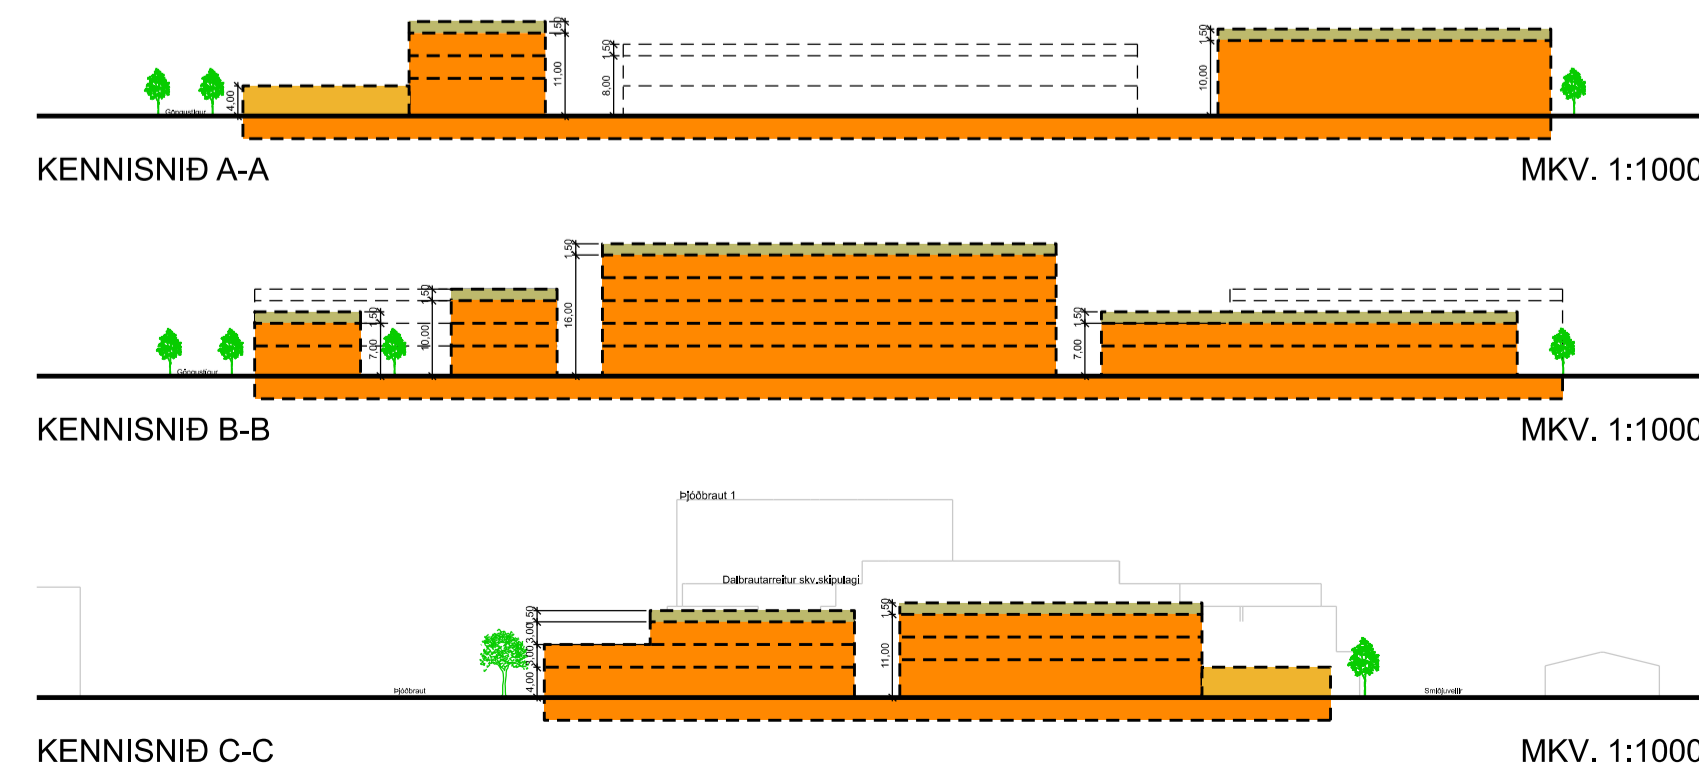 1,50
11,00
1,50
8,00
1,50
10,00
4,00
Göngustígur
KENNISNIÐ A-A MKV. 1:1000
1,50
16,00
1,50
10,00
1,50
7,00
1,50
7,00
Göngustígur
KENNISNIÐ B-B MKV. 1:1000
Þjóðbraut 1
Dalbrautarreitur skv.skipulagi
1,50
3,00
3,00
4,00
1,50
11,00
Þjóðbraut
Smiðjuvellir
KENNISNIÐ C-C MKV. 1:1000